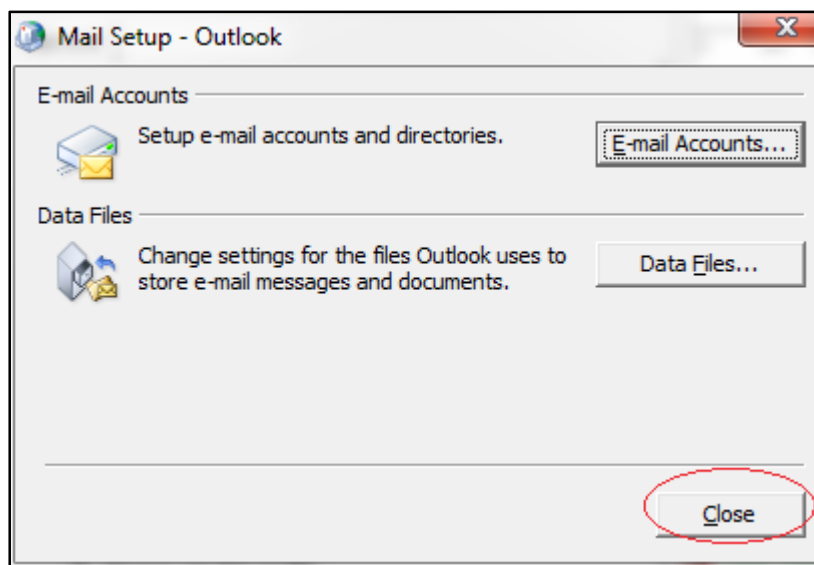 Mail Setup - Outlook
E-mail Accounts
Setup e-mail accounts and directories.
E-mail Accounts...
Data Files
Change settings for the files Outlook uses to
store e-mail messages and documents.
Data Files...
Close